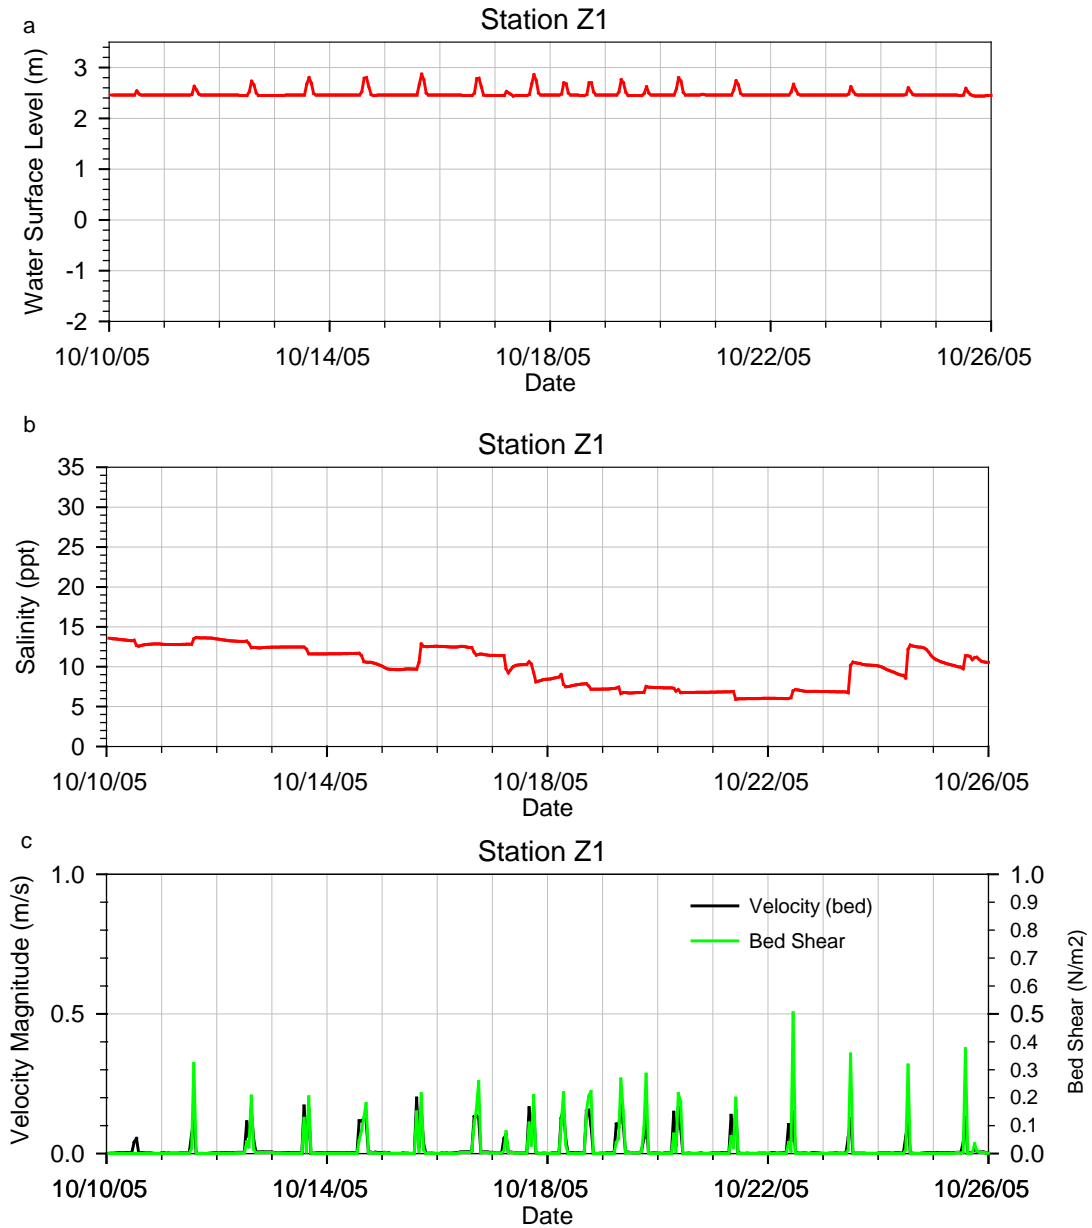 a
Station Z1
Water Surface Level (m)
3
2
1
0
-1
-2
10/10/05 10/14/05 10/18/05 10/22/05 10/26/05
Date
b
Station Z1
Salinity (ppt)
35
30
25
20
15
10
5
0
10/10/05 10/14/05 10/18/05 10/22/05 10/26/05
Date
c
Station Z1
Velocity Magnitude (m/s)
1.0
0.5
0.0
Velocity (bed)
Bed Shear
1.0
0.9
0.8
0.7
0.6
0.5
0.4
0.3
0.2
0.1
0.0
Bed Shear (N/m2)
10/10/05 10/14/05 10/18/05 10/22/05 10/26/05
Date